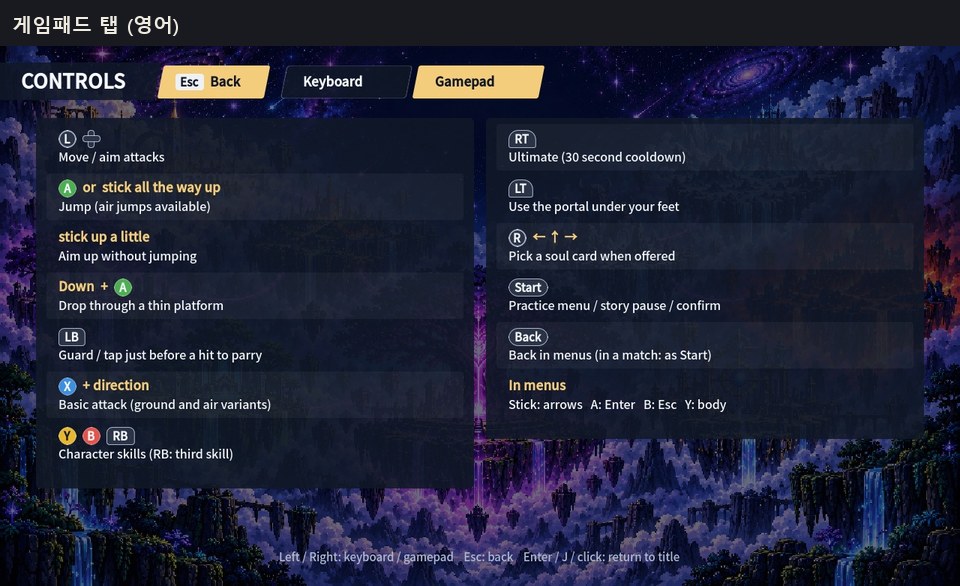 게임패드 탭 (영어)
CONTROLS Esc Back Keyboard Gamepad
L
Move / aim attacks
A or stick all the way up
Jump (air jumps available)
stick up a little
Aim up without jumping
Down + A
Drop through a thin platform
LB
Guard / tap just before a hit to parry
X + direction
Basic attack (ground and air variants)
Y B RB
Character skills (RB: third skill)
RT
Ultimate (30 second cooldown)
LT
Use the portal under your feet
R ← ↑ →
Pick a soul card when offered
Start
Practice menu / story pause / confirm
Back
Back in menus (in a match: as Start)
In menus
Stick: arrows A: Enter B: Esc Y: body
Left / Right: keyboard / gamepad Esc: back Enter / J / click: return to title